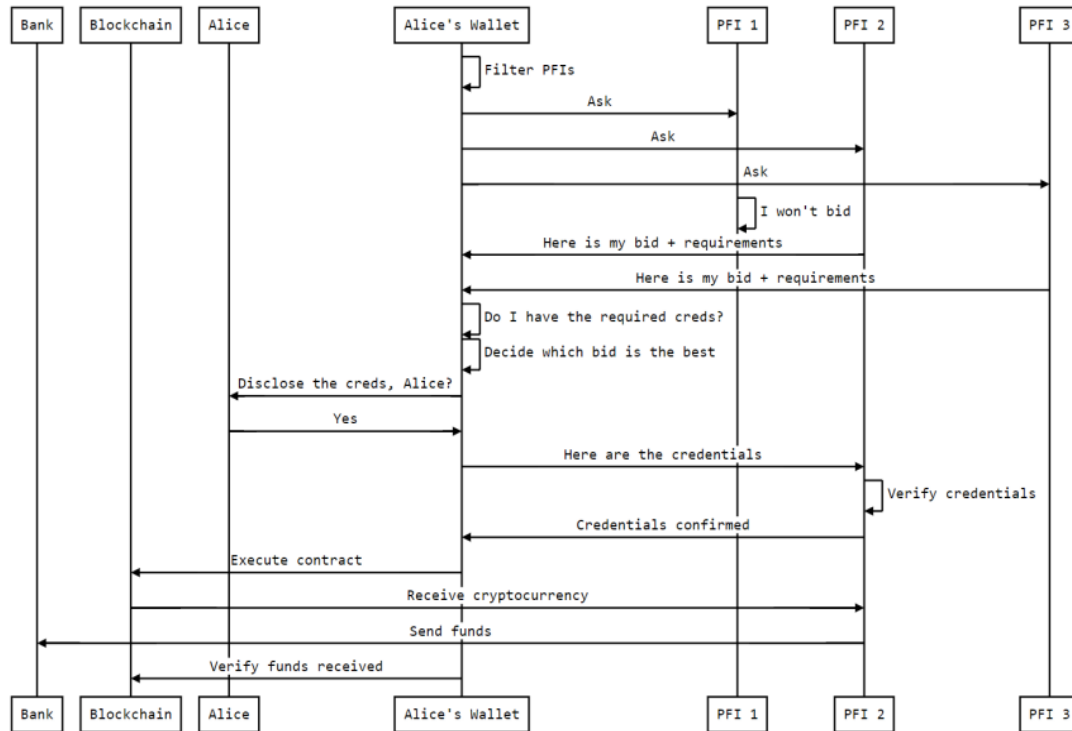 Bank
Blockchain
Alice
Alice's Wallet
PFI 1
PFI 2
PFI 3
Filter PFIs
Ask
Ask
Ask
I won't bid
Here is my bid + requirements
Here is my bid + requirements
Do I have the required creds?
Decide which bid is the best
Disclose the creds, Alice?
Yes
Here are the credentials
Verify credentials
Credentials confirmed
Execute contract
Receive cryptocurrency
Send funds
Verify funds received
Bank
Blockchain
Alice
Alice's Wallet
PFI 1
PFI 2
PFI 3